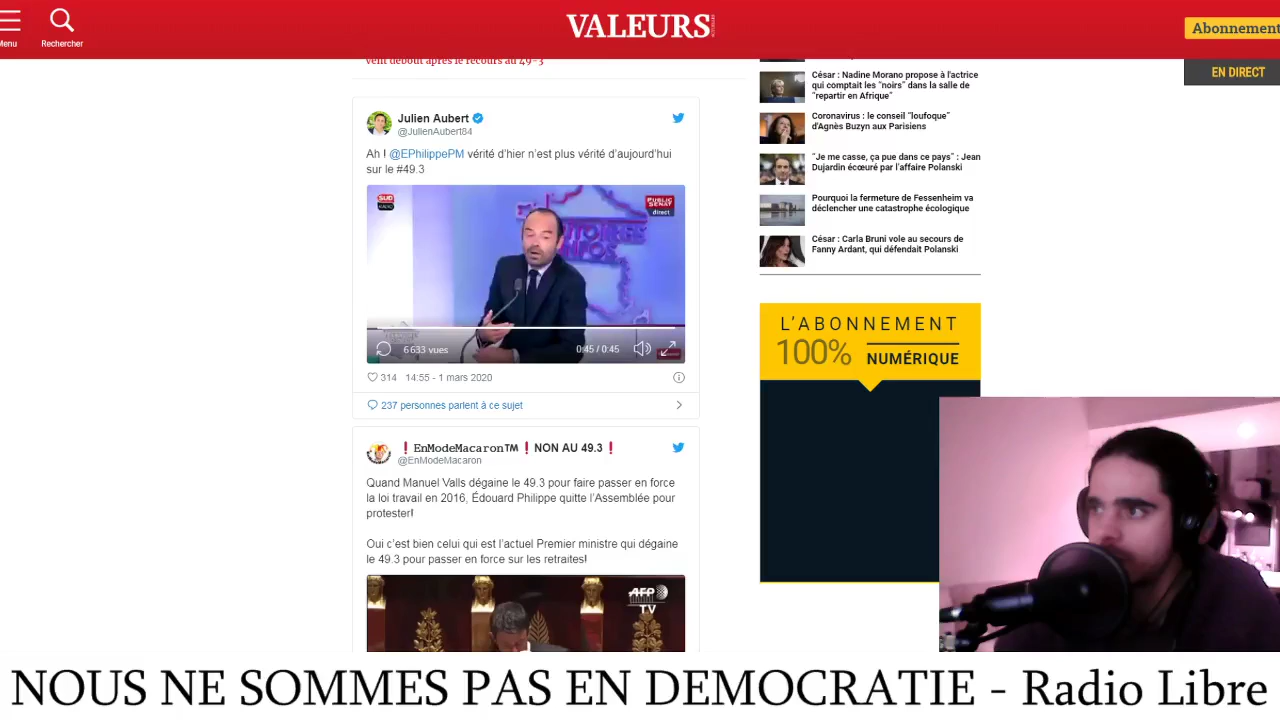 Menu
Rechercher
VALEURS
Abonnement
EN DIRECT
vent debout après le recours au 49-3
Julien Aubert
@JulienAubert84
Ah ! @EPhilippePM vérité d'hier n'est plus vérité d'aujourd'hui
sur le #49.3
SUD
RADIO
PUBLIC
SENAT
direct
6 633 vues
0:45 / 0:45
314 14:55 - 1 mars 2020
237 personnes parlent à ce sujet
❗EnModeMacaron™❗NON AU 49.3❗
@EnModeMacaron
Quand Manuel Valls dégaine le 49.3 pour faire passer en force
la loi travail en 2016, Édouard Philippe quitte l'Assemblée pour
protester!
Oui c'est bien celui qui est l'actuel Premier ministre qui dégaine
le 49.3 pour passer en force sur les retraites!
AFP
TV
César : Nadine Morano propose à l'actrice
qui comptait les "noirs" dans la salle de
"repartir en Afrique"
Coronavirus : le conseil "loufoque"
d'Agnès Buzyn aux Parisiens
"Je me casse, ça pue dans ce pays" : Jean
Dujardin écœuré par l'affaire Polanski
Pourquoi la fermeture de Fessenheim va
déclencher une catastrophe écologique
César : Carla Bruni vole au secours de
Fanny Ardant, qui défendait Polanski
L'ABONNEMENT
100% NUMÉRIQUE
NOUS NE SOMMES PAS EN DEMOCRATIE - Radio Libre